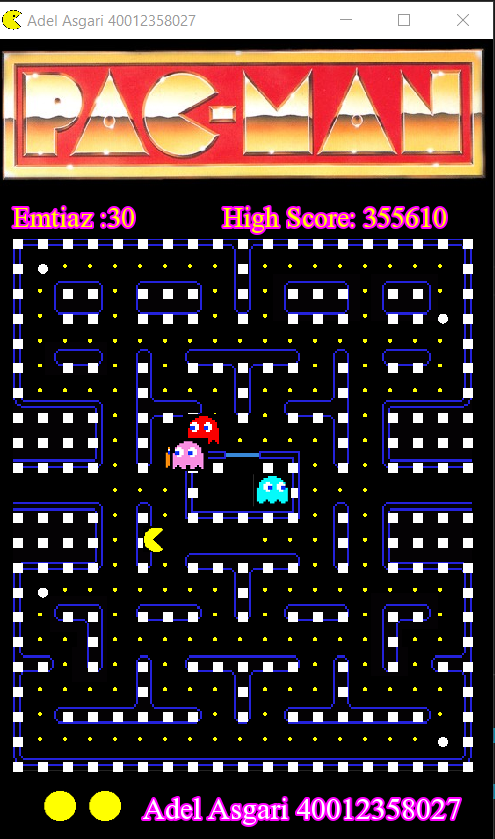 Adel Asgari 40012358027
PAC-MAN
Emtiaz :30 High Score: 355610
Adel Asgari 40012358027